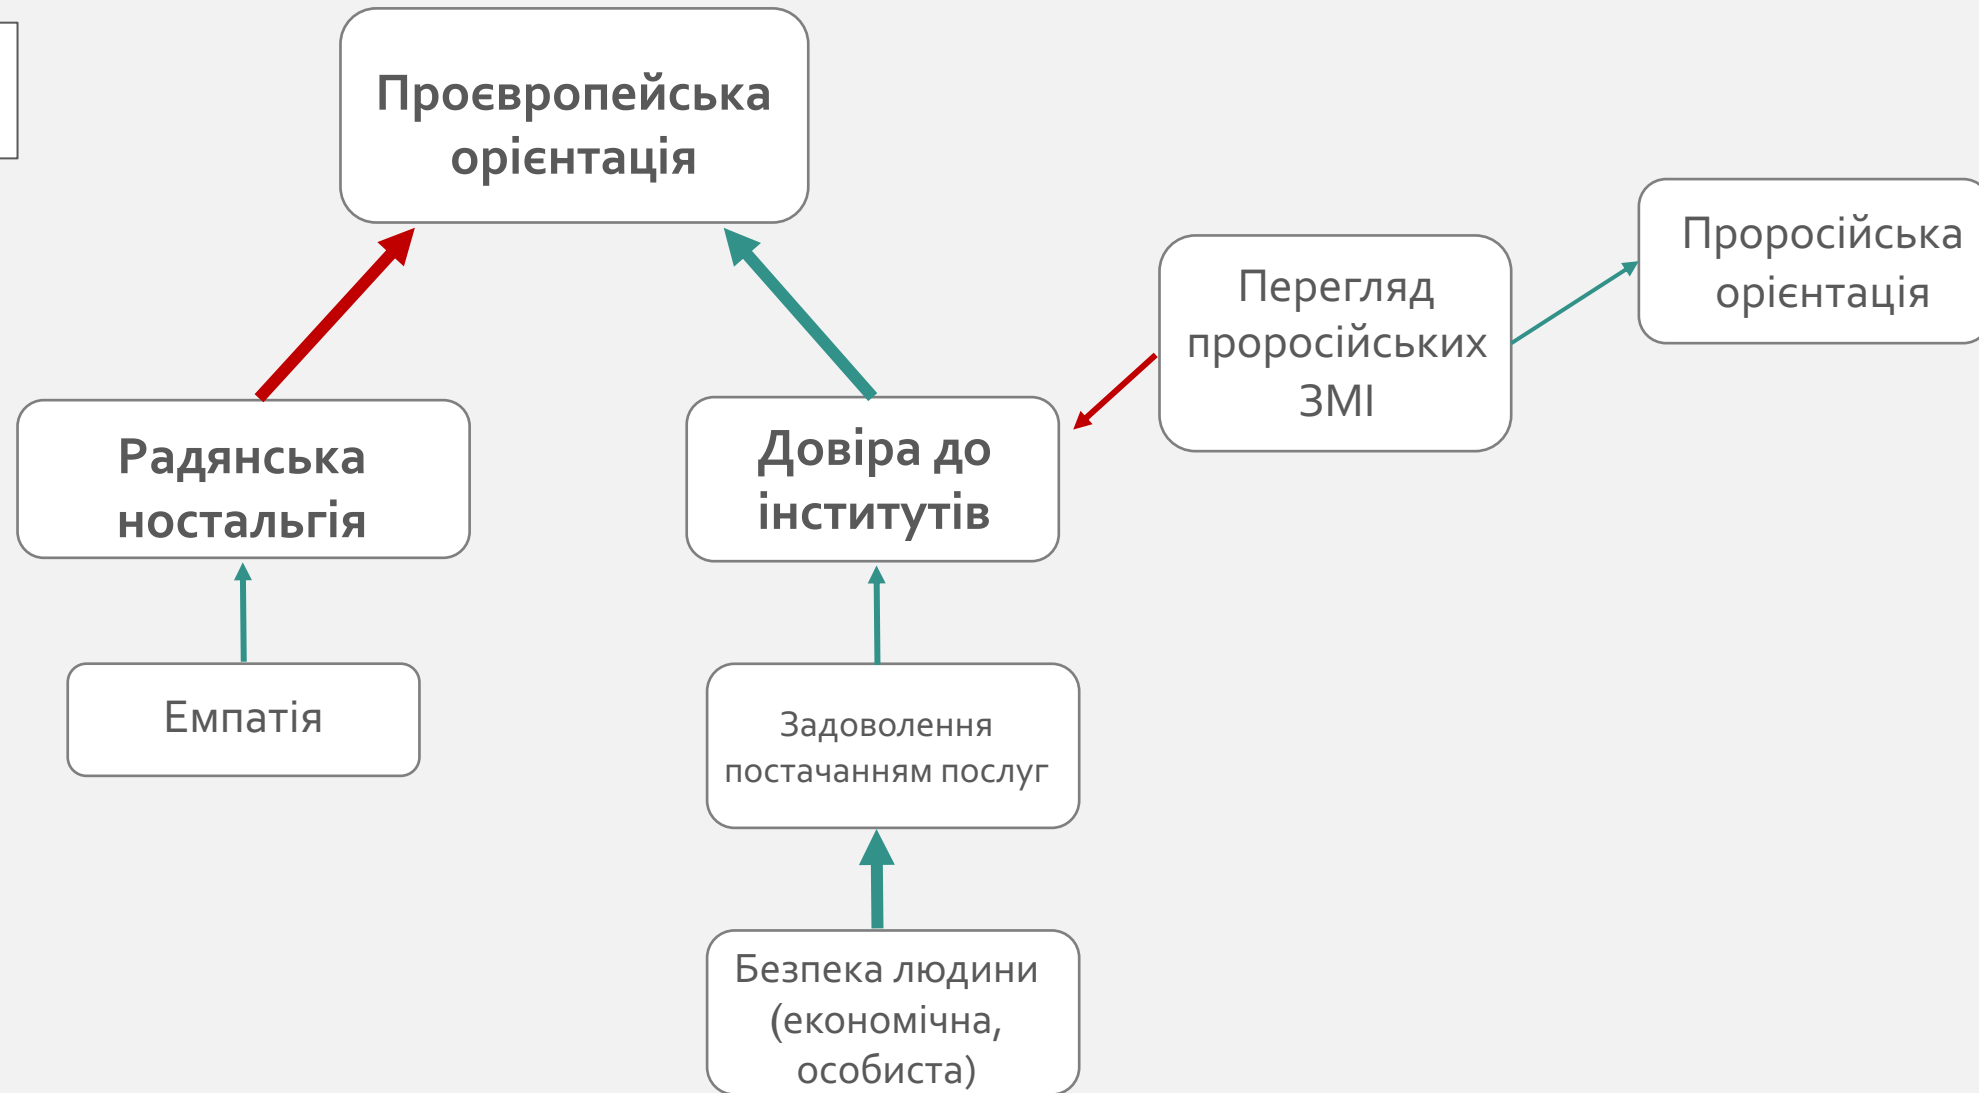 Проєвропейська
орієнтація
Проросійська
орієнтація
Перегляд
проросійських
ЗМІ
Радянська
ностальгія
Довіра до
інститутів
Емпатія
Задоволення
постачанням послуг
Безпека людини
(економічна,
особиста)